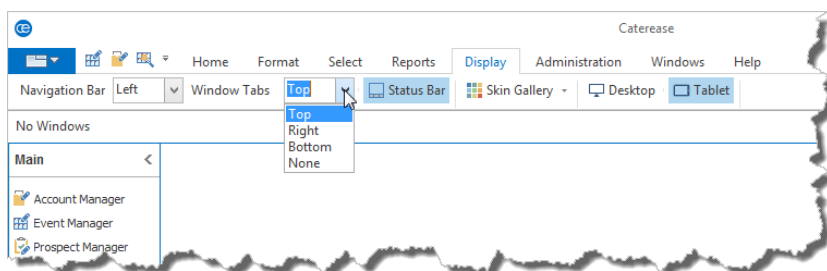 Caterease
Home Format Select Reports Display Administration Windows Help
Navigation Bar Left Window Tabs Top Status Bar Skin Gallery Desktop Tablet
Top
Right
Bottom
None
No Windows
Main
Account Manager
Event Manager
Prospect Manager